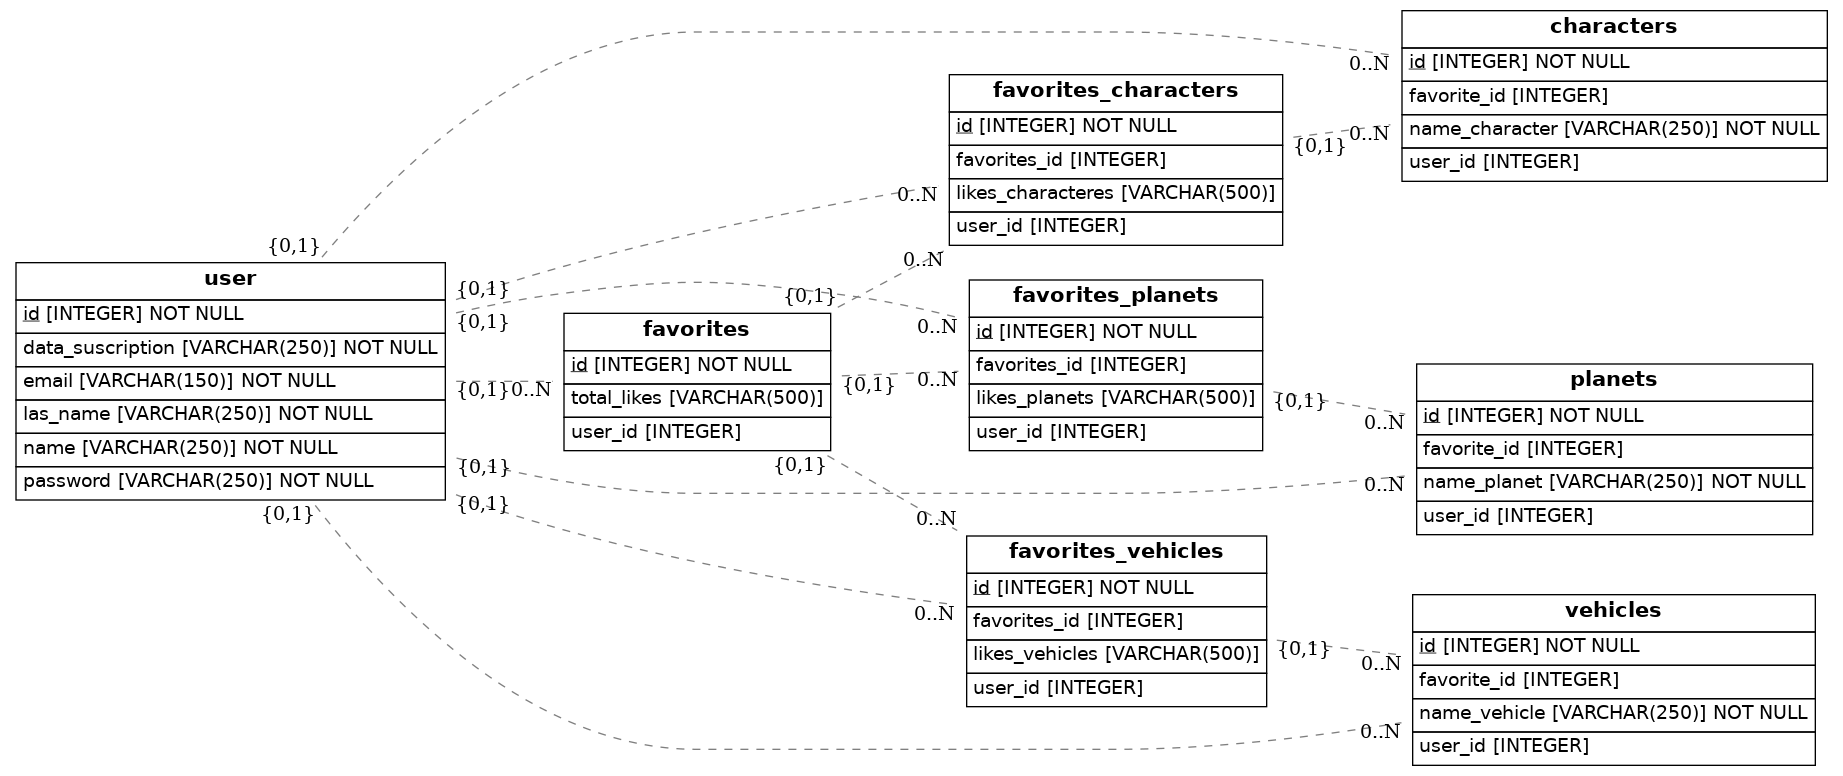 user
id [INTEGER] NOT NULL
data_suscription [VARCHAR(250)] NOT NULL
email [VARCHAR(150)] NOT NULL
las_name [VARCHAR(250)] NOT NULL
name [VARCHAR(250)] NOT NULL
password [VARCHAR(250)] NOT NULL
favorites
id [INTEGER] NOT NULL
total_likes [VARCHAR(500)]
user_id [INTEGER]
favorites_characters
id [INTEGER] NOT NULL
favorites_id [INTEGER]
likes_characteres [VARCHAR(500)]
user_id [INTEGER]
favorites_planets
id [INTEGER] NOT NULL
favorites_id [INTEGER]
likes_planets [VARCHAR(500)]
user_id [INTEGER]
favorites_vehicles
id [INTEGER] NOT NULL
favorites_id [INTEGER]
likes_vehicles [VARCHAR(500)]
user_id [INTEGER]
characters
id [INTEGER] NOT NULL
favorite_id [INTEGER]
name_character [VARCHAR(250)] NOT NULL
user_id [INTEGER]
planets
id [INTEGER] NOT NULL
favorite_id [INTEGER]
name_planet [VARCHAR(250)] NOT NULL
user_id [INTEGER]
vehicles
id [INTEGER] NOT NULL
favorite_id [INTEGER]
name_vehicle [VARCHAR(250)] NOT NULL
user_id [INTEGER]
{0,1}
0..N
{0,1}
0..N
{0,1}
0..N
{0,1}
0..N
{0,1}
0..N
{0,1}
0..N
{0,1}
0..N
{0,1}
0..N
{0,1}
0..N
{0,1}
0..N
{0,1}
0..N
{0,1}
0..N
{0,1}
0..N